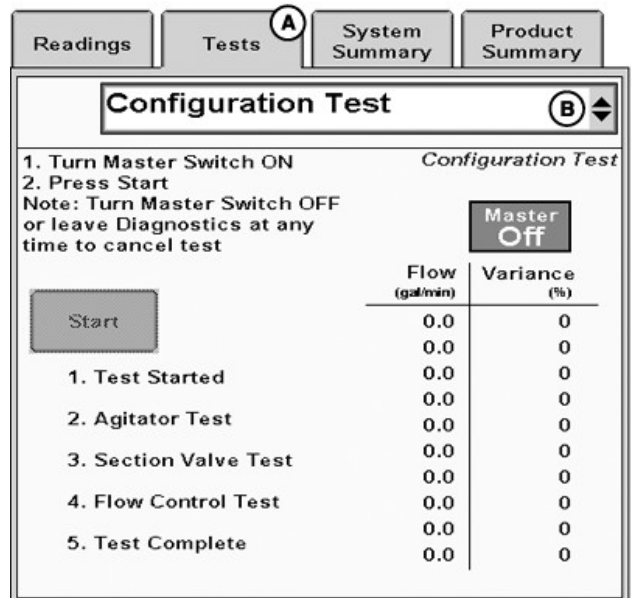 Readings
Tests
A
System
Summary
Product
Summary
Configuration Test
B
1. Turn Master Switch ON
2. Press Start
Note: Turn Master Switch OFF
or leave Diagnostics at any
time to cancel test
Configuration Test
Master
Off
Start
1. Test Started
2. Agitator Test
3. Section Valve Test
4. Flow Control Test
5. Test Complete
Flow Variance
(gal/min) (%)
0.0 0
0.0 0
0.0 0
0.0 0
0.0 0
0.0 0
0.0 0
0.0 0
0.0 0
0.0 0